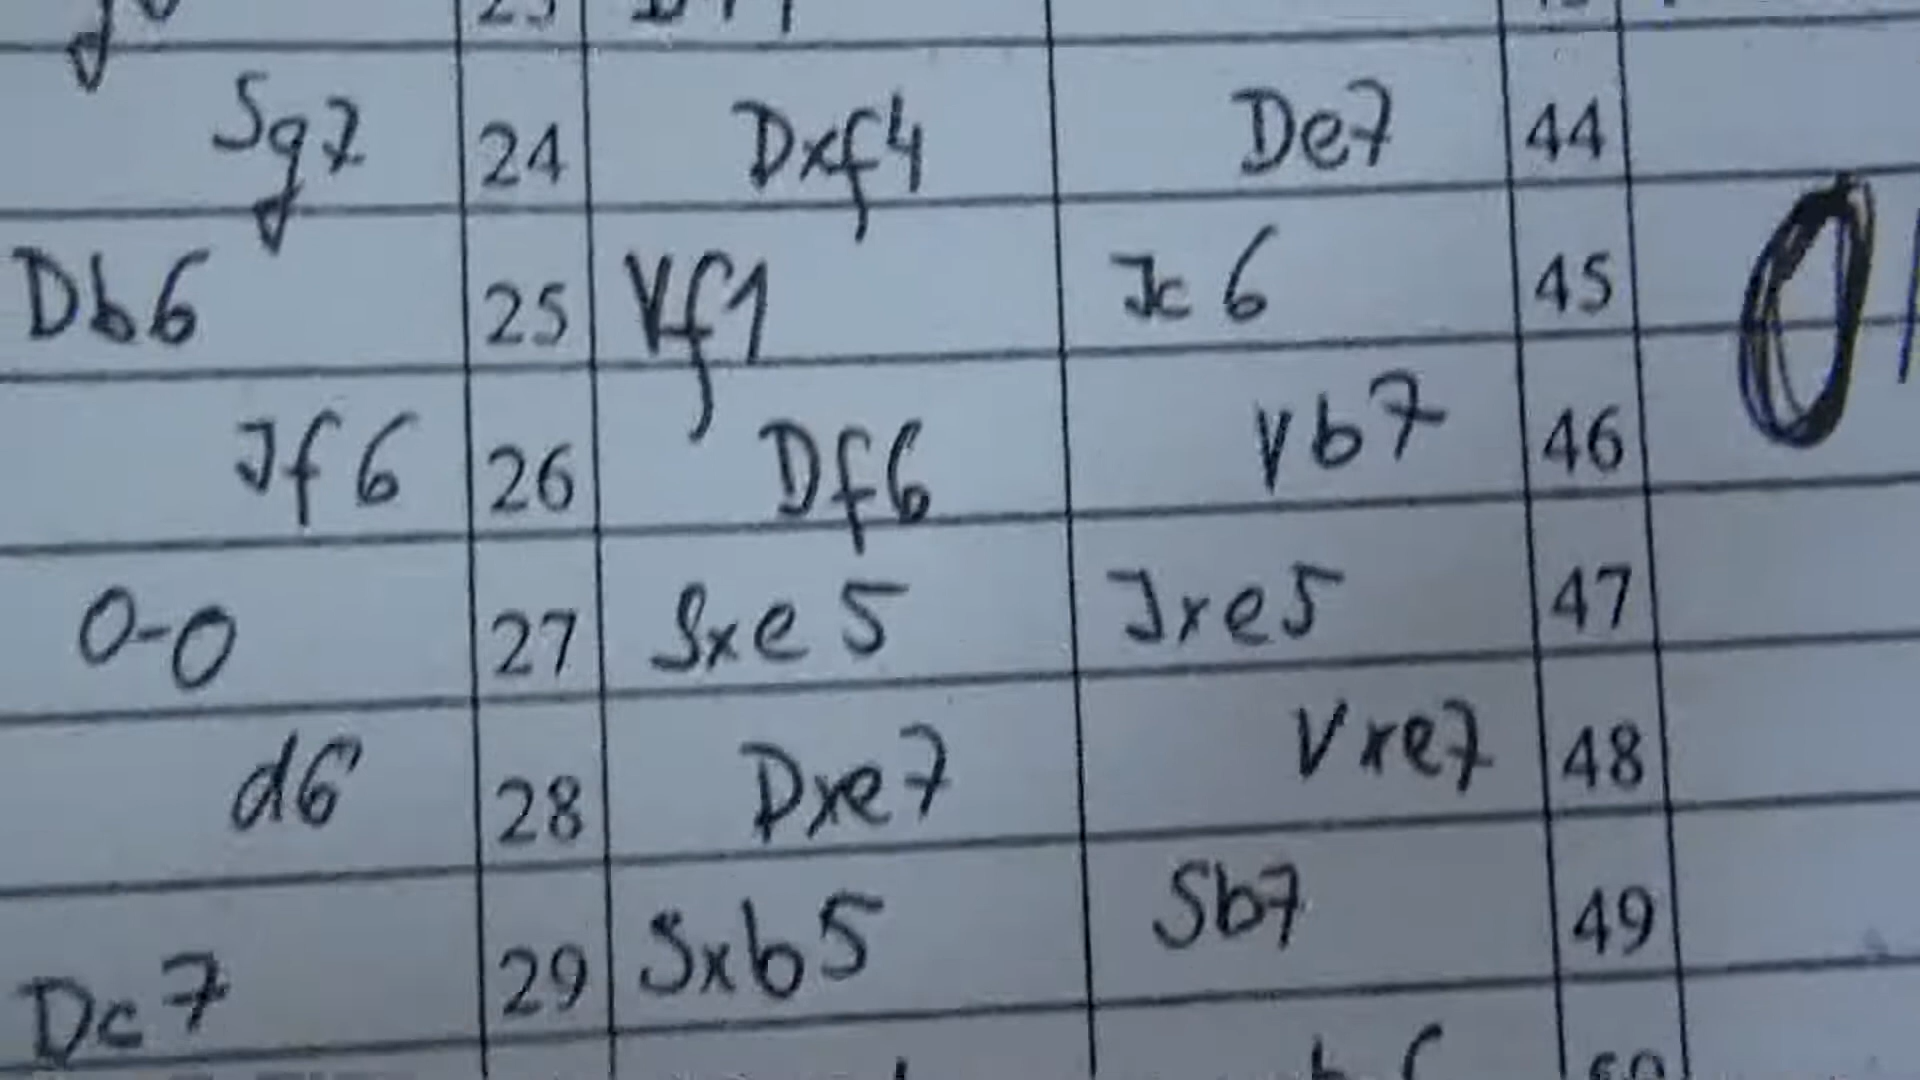 Sg7 24 Dxf4 De7 44
Db6 25 Vf1 Jc6 45
Jf6 26 Df6 Vb7 46
0-0 27 Sxe5 Jxe5 47
d6 28 Dxe7 Vxe7 48
Dc7 29 Sxb5 Sb7 49